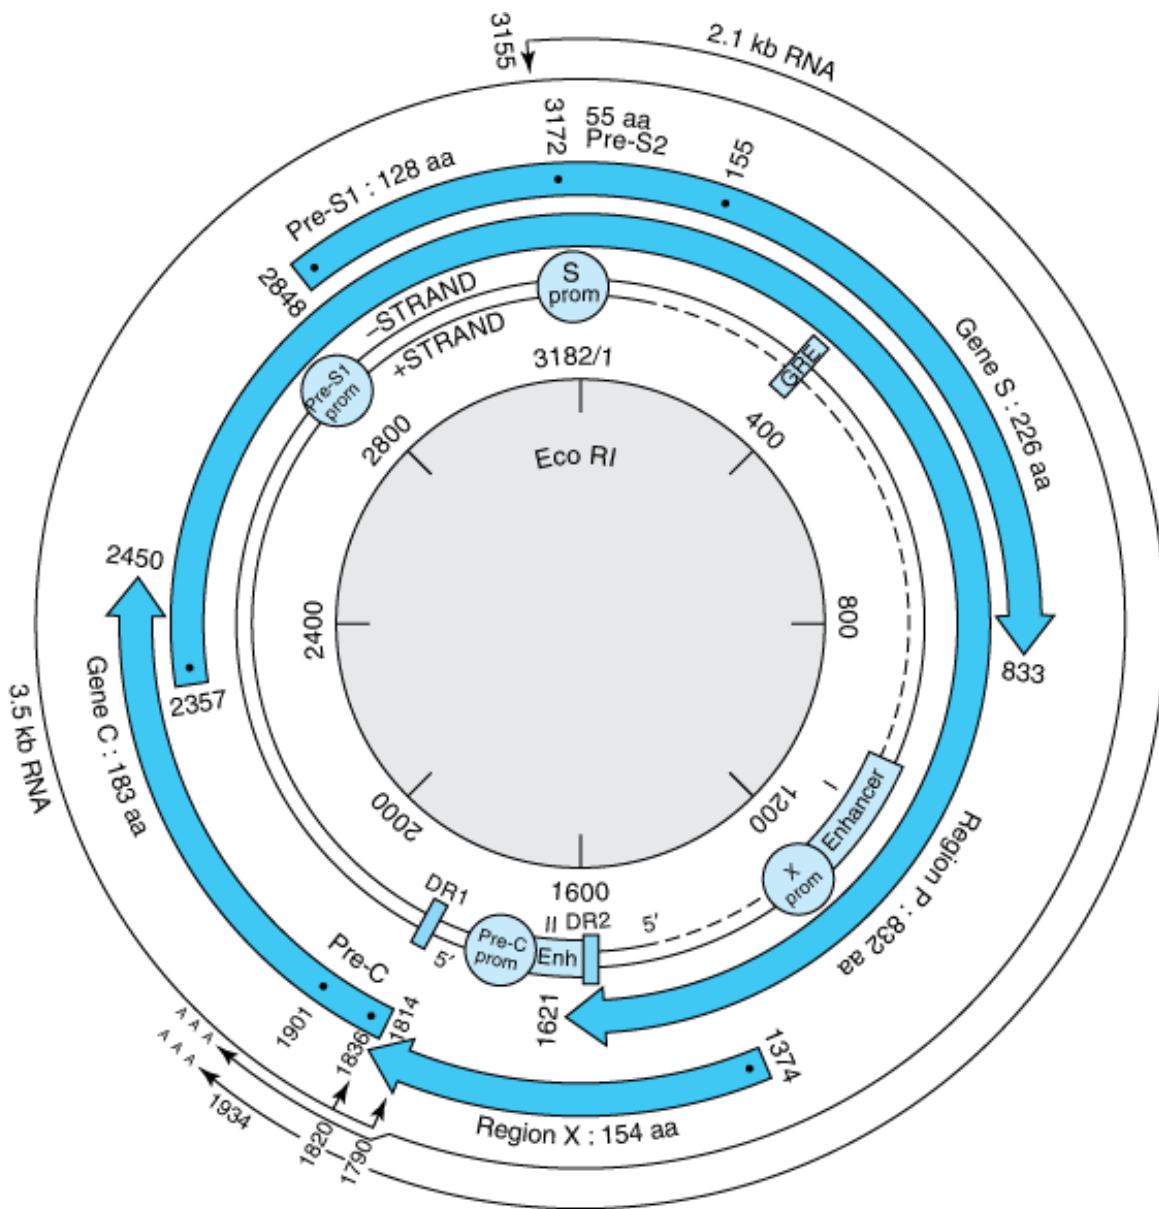 2.1 kb RNA
3155
3172
55 aa
Pre-S2
155
Pre-S1 : 128 aa
2848
–STRAND
+STRAND
S
prom
Pre-S1
prom
GRE
Gene S : 226 aa
3182/1
400
2800
Eco RI
2450
2400
800
833
2357
Gene C : 183 aa
3.5 kb RNA
2000
1200
1600
I
Enhancer
X
prom
Region P : 832 aa
DR1
5′
Pre-C
prom
II
Enh
DR2
5′
1621
Pre-C
1901
1836
1814
1374
Region X : 154 aa
A A A
A A A
1934
1820
1790